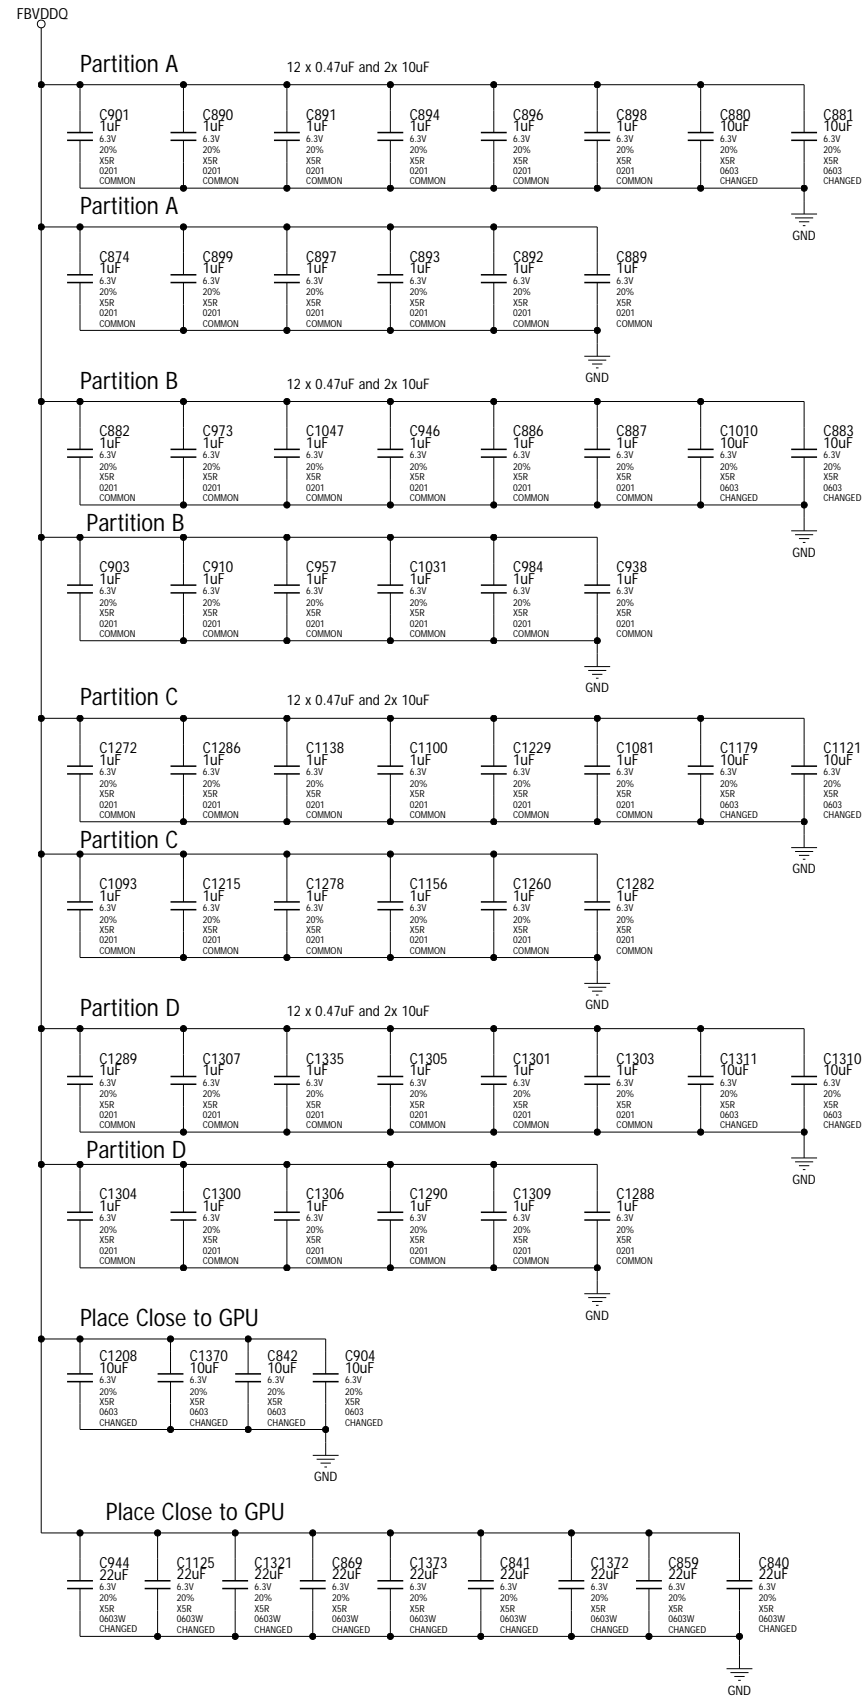 FBVDDQ
Partition A 12 x 0.47uF and 2x 10uF
C901 C890 C891 C894 C896 C898 C880 C881
1uF 1uF 1uF 1uF 1uF 1uF 10uF 10uF
6.3V 6.3V 6.3V 6.3V 6.3V 6.3V 6.3V 6.3V
20% 20% 20% 20% 20% 20% 20% 20%
X5R X5R X5R X5R X5R X5R X5R X5R
0201 0201 0201 0201 0201 0201 0603 0603
COMMON COMMON COMMON COMMON COMMON COMMON CHANGED CHANGED
GND
Partition A
C874 C899 C897 C893 C892 C889
1uF 1uF 1uF 1uF 1uF 1uF
6.3V 6.3V 6.3V 6.3V 6.3V 6.3V
20% 20% 20% 20% 20% 20%
X5R X5R X5R X5R X5R X5R
0201 0201 0201 0201 0201 0201
COMMON COMMON COMMON COMMON COMMON COMMON
GND
Partition B 12 x 0.47uF and 2x 10uF
C882 C973 C1047 C946 C886 C887 C1010 C883
1uF 1uF 1uF 1uF 1uF 1uF 10uF 10uF
6.3V 6.3V 6.3V 6.3V 6.3V 6.3V 6.3V 6.3V
20% 20% 20% 20% 20% 20% 20% 20%
X5R X5R X5R X5R X5R X5R X5R X5R
0201 0201 0201 0201 0201 0201 0603 0603
COMMON COMMON COMMON COMMON COMMON COMMON CHANGED CHANGED
GND
Partition B
C903 C910 C957 C1031 C984 C938
1uF 1uF 1uF 1uF 1uF 1uF
6.3V 6.3V 6.3V 6.3V 6.3V 6.3V
20% 20% 20% 20% 20% 20%
X5R X5R X5R X5R X5R X5R
0201 0201 0201 0201 0201 0201
COMMON COMMON COMMON COMMON COMMON COMMON
GND
Partition C 12 x 0.47uF and 2x 10uF
C1272 C1286 C1138 C1100 C1229 C1081 C1179 C1121
1uF 1uF 1uF 1uF 1uF 1uF 10uF 10uF
6.3V 6.3V 6.3V 6.3V 6.3V 6.3V 6.3V 6.3V
20% 20% 20% 20% 20% 20% 20% 20%
X5R X5R X5R X5R X5R X5R X5R X5R
0201 0201 0201 0201 0201 0201 0603 0603
COMMON COMMON COMMON COMMON COMMON COMMON CHANGED CHANGED
GND
Partition C
C1093 C1215 C1278 C1156 C1260 C1282
1uF 1uF 1uF 1uF 1uF 1uF
6.3V 6.3V 6.3V 6.3V 6.3V 6.3V
20% 20% 20% 20% 20% 20%
X5R X5R X5R X5R X5R X5R
0201 0201 0201 0201 0201 0201
COMMON COMMON COMMON COMMON COMMON COMMON
GND
Partition D 12 x 0.47uF and 2x 10uF
C1289 C1307 C1335 C1305 C1301 C1303 C1311 C1310
1uF 1uF 1uF 1uF 1uF 1uF 10uF 10uF
6.3V 6.3V 6.3V 6.3V 6.3V 6.3V 6.3V 6.3V
20% 20% 20% 20% 20% 20% 20% 20%
X5R X5R X5R X5R X5R X5R X5R X5R
0201 0201 0201 0201 0201 0201 0603 0603
COMMON COMMON COMMON COMMON COMMON COMMON CHANGED CHANGED
GND
Partition D
C1304 C1300 C1306 C1290 C1309 C1288
1uF 1uF 1uF 1uF 1uF 1uF
6.3V 6.3V 6.3V 6.3V 6.3V 6.3V
20% 20% 20% 20% 20% 20%
X5R X5R X5R X5R X5R X5R
0201 0201 0201 0201 0201 0201
COMMON COMMON COMMON COMMON COMMON COMMON
GND
Place Close to GPU
C1208 C1370 C842 C904
10uF 10uF 10uF 10uF
6.3V 6.3V 6.3V 6.3V
20% 20% 20% 20%
X5R X5R X5R X5R
0603 0603 0603 0603
CHANGED CHANGED CHANGED CHANGED
GND
Place Close to GPU
C944 C1125 C1321 C869 C1373 C841 C1372 C859 C840
22uF 22uF 22uF 22uF 22uF 22uF 22uF 22uF 22uF
6.3V 6.3V 6.3V 6.3V 6.3V 6.3V 6.3V 6.3V 6.3V
20% 20% 20% 20% 20% 20% 20% 20% 20%
X5R X5R X5R X5R X5R X5R X5R X5R X5R
0603W 0603W 0603W 0603W 0603W 0603W 0603W 0603W 0603W
CHANGED CHANGED CHANGED CHANGED CHANGED CHANGED CHANGED CHANGED CHANGED
GND